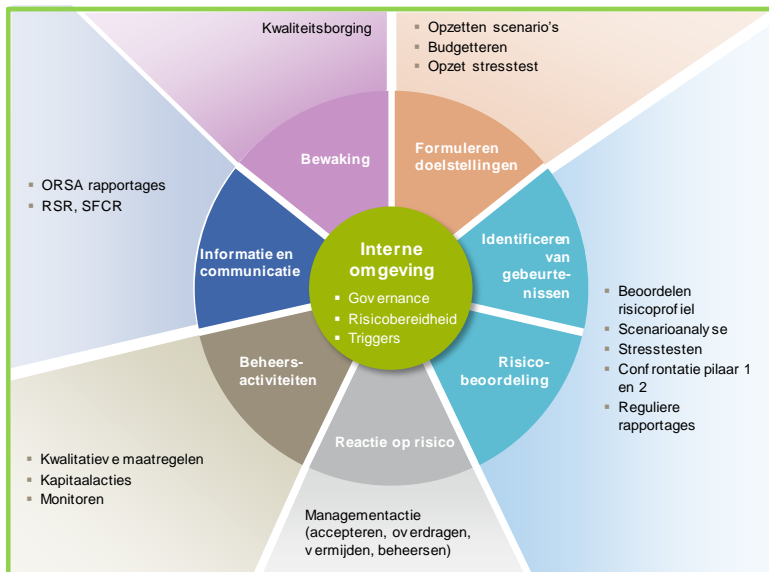 Kwaliteitsborging
▪ Opzetten scenario's
▪ Budgetteren
▪ Opzet stresstest
Bewaking
Formuleren
doelstellingen
▪ ORSA rapportages
▪ RSR, SFCR
Informatie en
communicatie
Interne
omgeving
▪ Governance
▪ Risicobereidheid
▪ Triggers
Identificeren
van
gebeurte-
nissen
▪ Beoordelen
risicoprofiel
▪ Scenarioanalyse
▪ Stresstesten
▪ Confrontatie pilaar 1
en 2
▪ Reguliere
rapportages
Beheers-
activiteiten
Risico-
beoordeling
Reactie op risico
▪ Kwalitatieve maatregelen
▪ Kapitaalacties
▪ Monitoren
Managementactie
(accepteren, overdragen,
vermijden, beheersen)